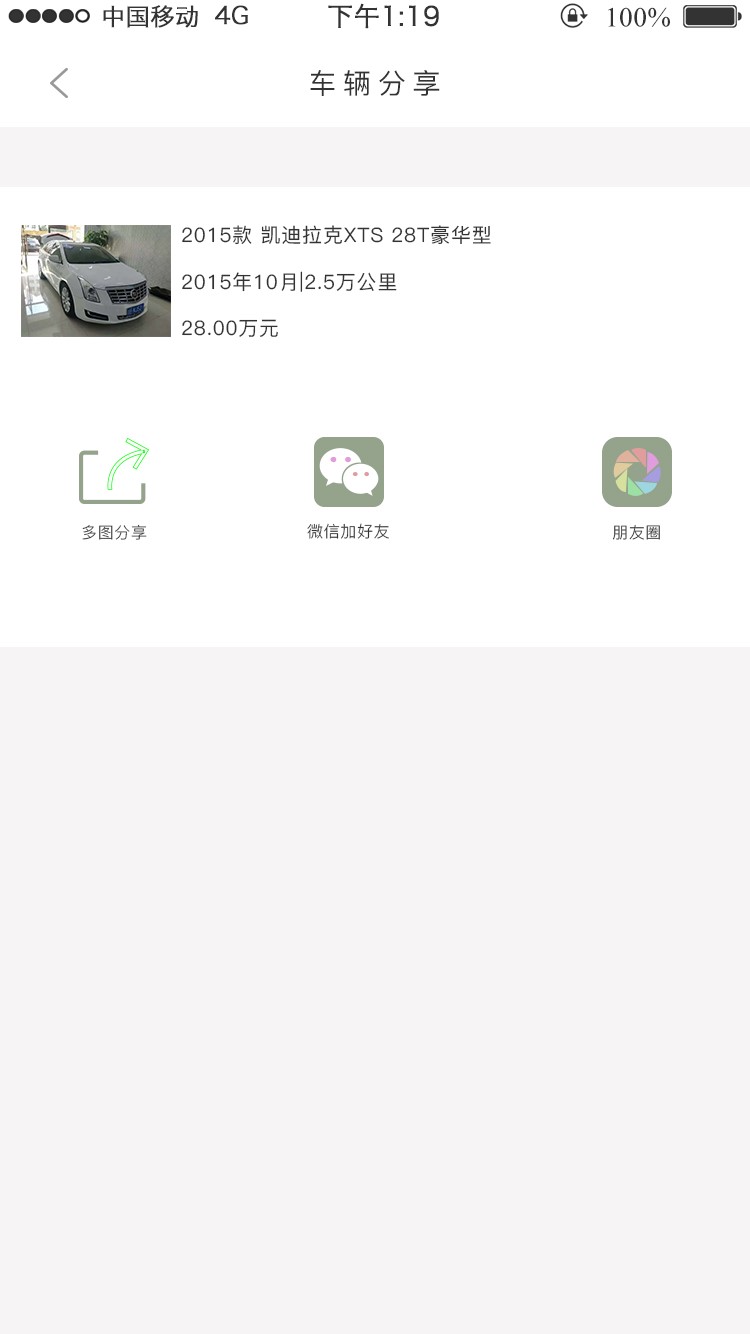 中国移动 4G 下午1:19 100%
车辆分享
2015款 凯迪拉克XTS 28T豪华型
2015年10月|2.5万公里
28.00万元
多图分享 微信加好友 朋友圈